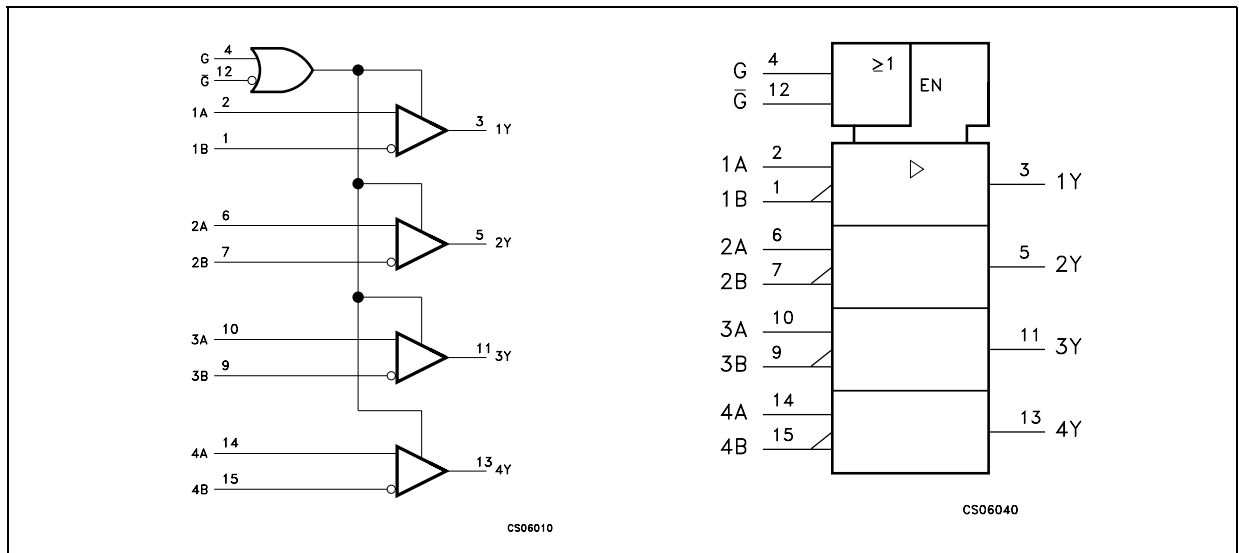 G 4
G̅ 12
1A 2
1B 1
3 1Y
2A 6
2B 7
5 2Y
3A 10
3B 9
11 3Y
4A 14
4B 15
13 4Y
CS06010
G 4
G̅ 12
≥1
EN
1A 2
1B 1
▷
3 1Y
2A 6
2B 7
5 2Y
3A 10
3B 9
11 3Y
4A 14
4B 15
13 4Y
CS06040